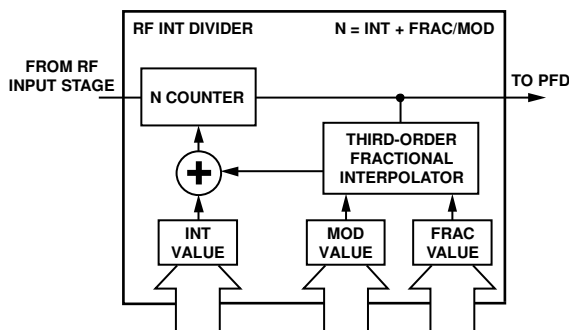 RF INT DIVIDER
N = INT + FRAC/MOD
FROM RF
INPUT STAGE
TO PFD
N COUNTER
THIRD-ORDER
FRACTIONAL
INTERPOLATOR
+
INT
VALUE
MOD
VALUE
FRAC
VALUE